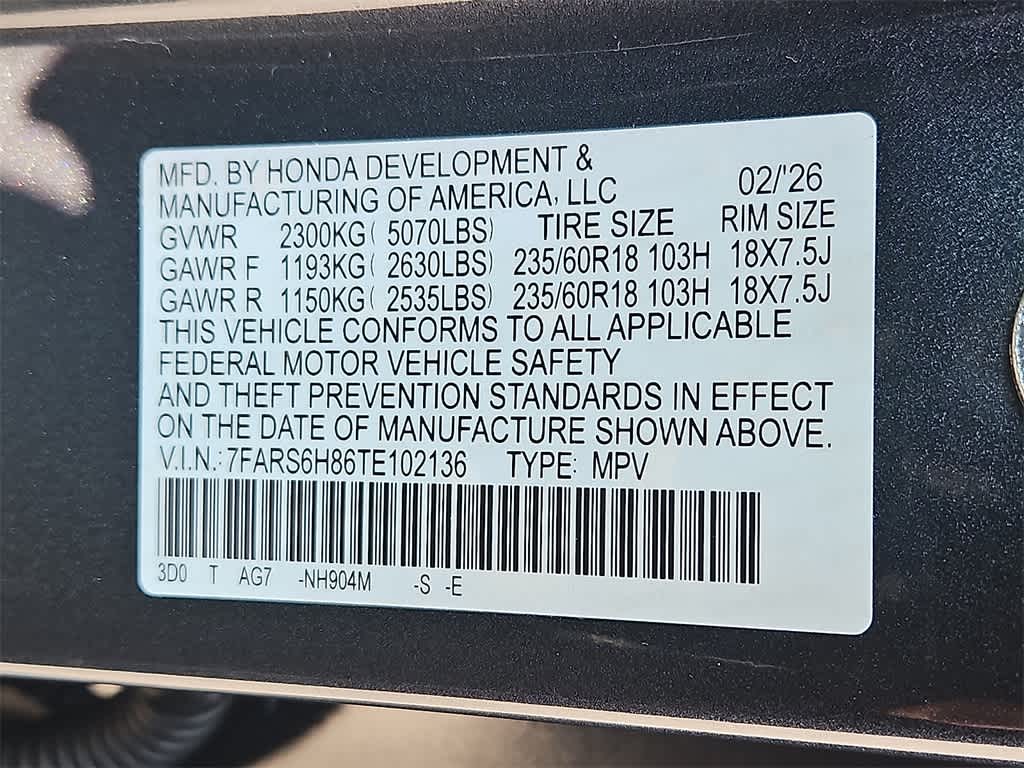 MFD. BY HONDA DEVELOPMENT &
MANUFACTURING OF AMERICA, LLC 02/'26
GVWR 2300KG( 5070LBS) TIRE SIZE RIM SIZE
GAWR F 1193KG( 2630LBS) 235/60R18 103H 18X7.5J
GAWR R 1150KG( 2535LBS) 235/60R18 103H 18X7.5J
THIS VEHICLE CONFORMS TO ALL APPLICABLE
FEDERAL MOTOR VEHICLE SAFETY
AND THEFT PREVENTION STANDARDS IN EFFECT
ON THE DATE OF MANUFACTURE SHOWN ABOVE.
V.I.N.: 7FARS6H86TE102136 TYPE: MPV
3D0 T AG7 -NH904M -S -E